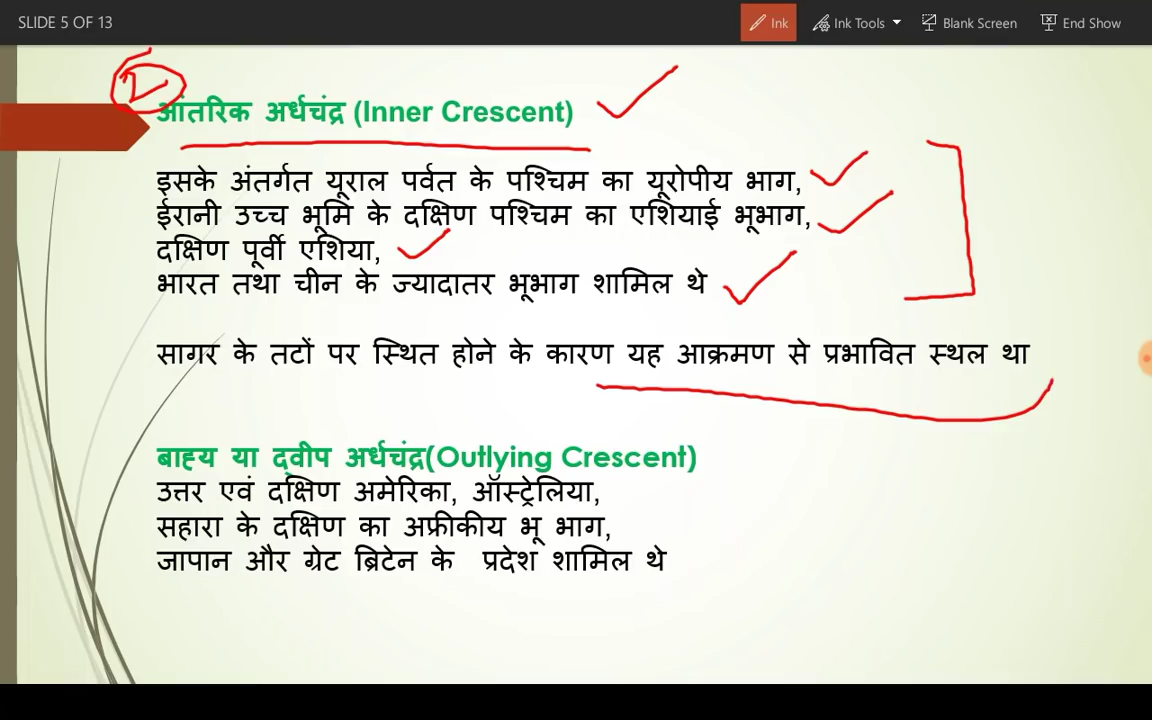 SLIDE 5 OF 13
Ink
Ink Tools
Blank Screen
End Show
आंतरिक अर्धचंद्र (Inner Crescent)
इसके अंतर्गत यूराल पर्वत के पश्चिम का यूरोपीय भाग,
ईरानी उच्च भूमि के दक्षिण पश्चिम का एशियाई भूभाग,
दक्षिण पूर्वी एशिया,
भारत तथा चीन के ज्यादातर भूभाग शामिल थे
सागर के तटों पर स्थित होने के कारण यह आक्रमण से प्रभावित स्थल था
बाह्य या द्वीप अर्धचंद्र(Outlying Crescent)
उत्तर एवं दक्षिण अमेरिका, ऑस्ट्रेलिया,
सहारा के दक्षिण का अफ्रीकीय भू भाग,
जापान और ग्रेट ब्रिटेन के प्रदेश शामिल थे